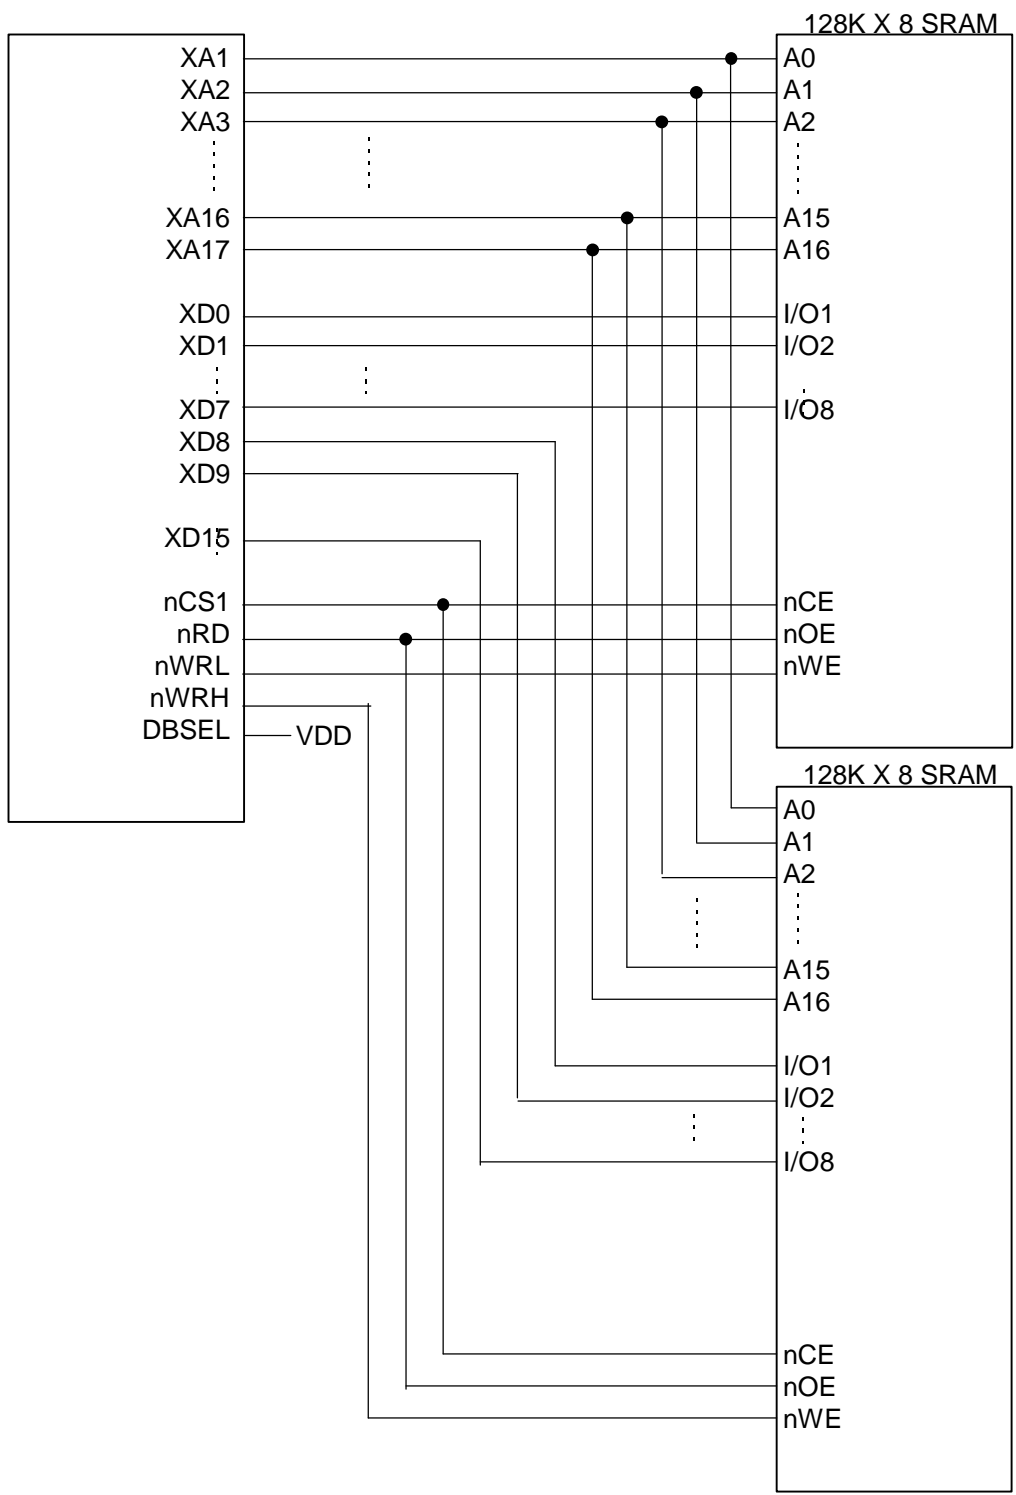 128K X 8 SRAM
XA1
XA2
XA3
XA16
XA17
XD0
XD1
XD7
XD8
XD9
XD15
nCS1
nRD
nWRL
nWRH
DBSEL
VDD
A0
A1
A2
A15
A16
I/O1
I/O2
I/O8
nCE
nOE
nWE
128K X 8 SRAM
A0
A1
A2
A15
A16
I/O1
I/O2
I/O8
nCE
nOE
nWE